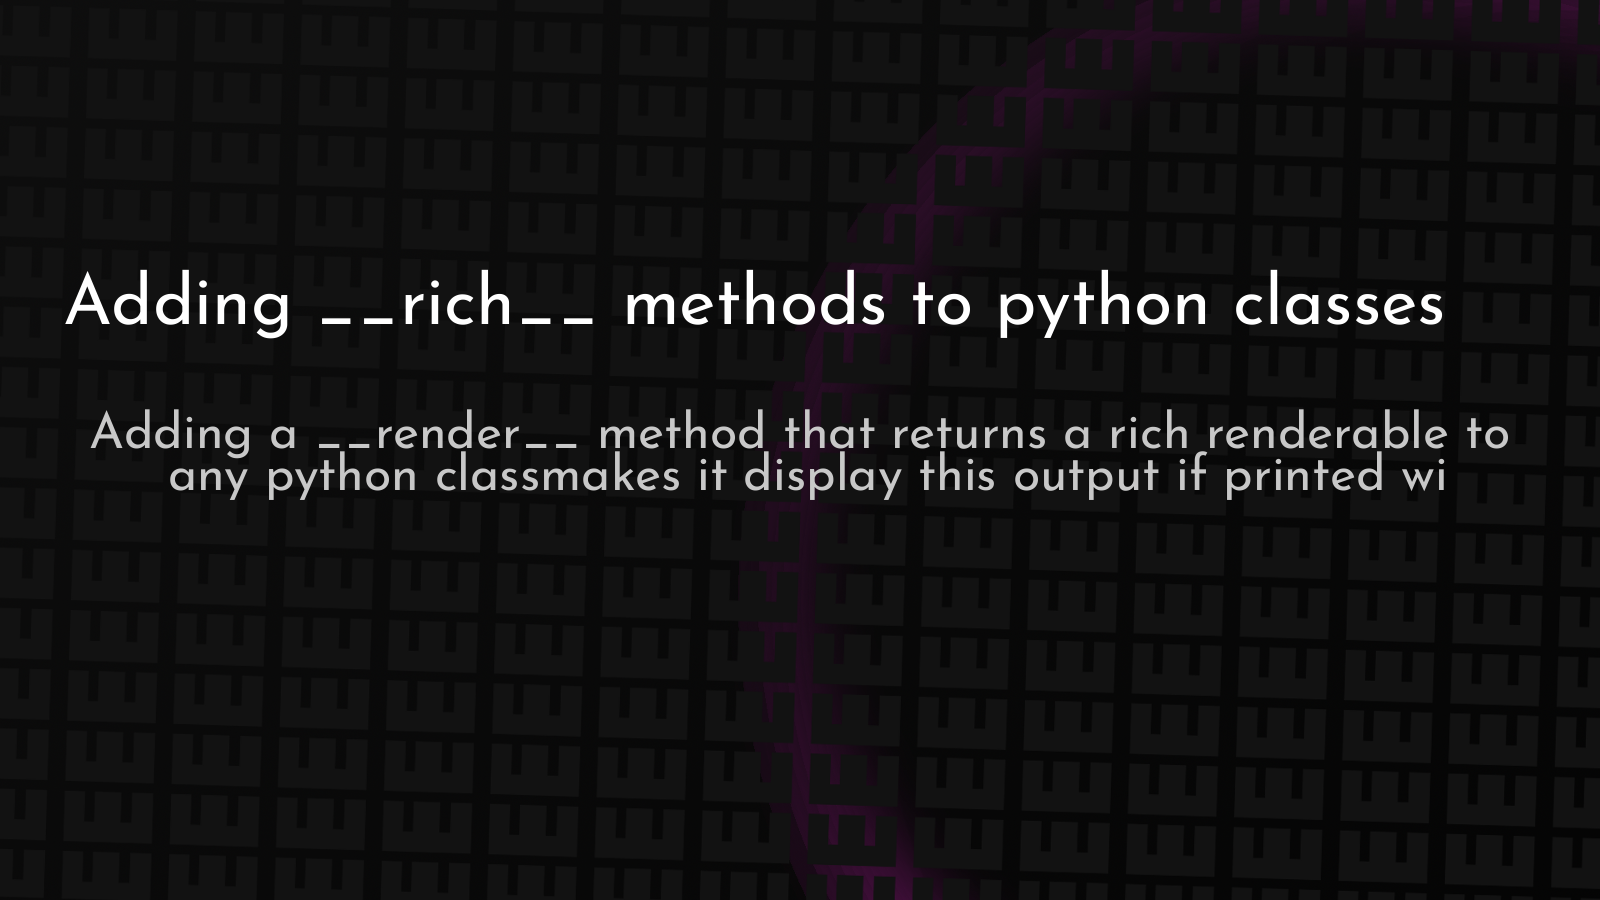 Adding __rich__ methods to python classes
Adding a __render__ method that returns a rich renderable to
any python classmakes it display this output if printed wi